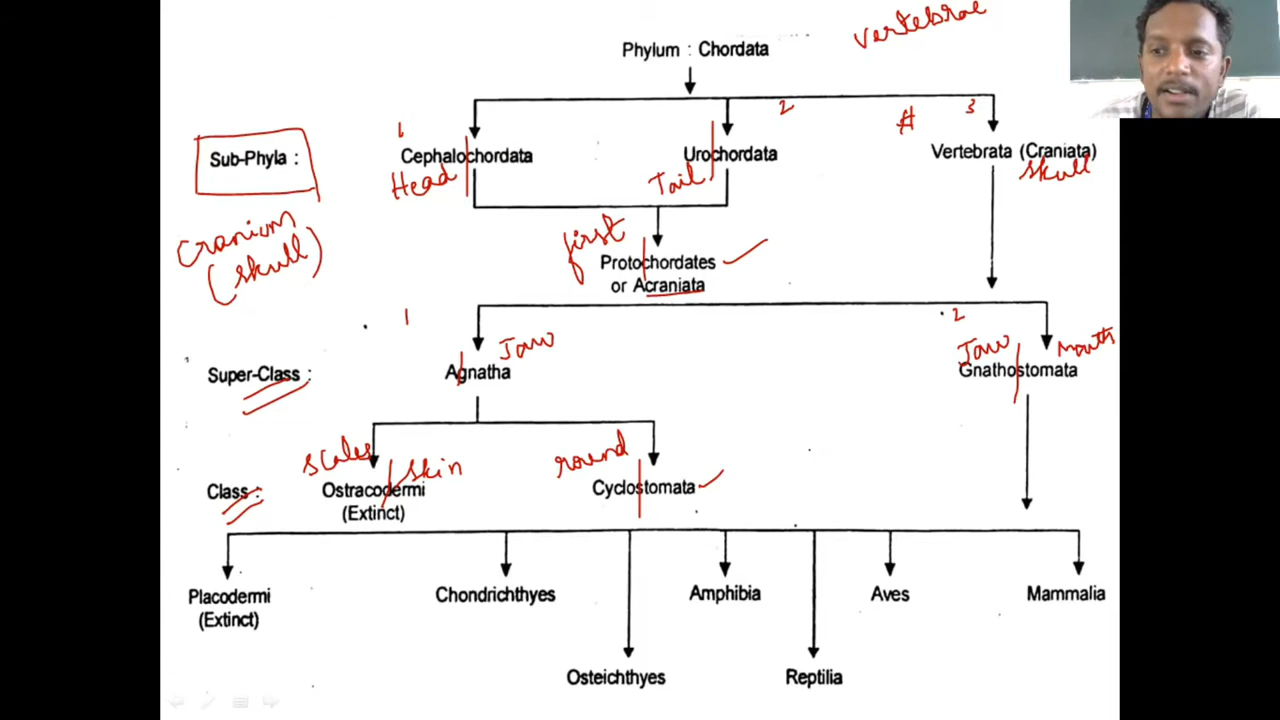 vertebrae
Phylum : Chordata
1
2
3
Sub-Phyla :
Cephalochordata
Urochordata
Vertebrata (Craniata)
Head
Tail
skull
Cranium
(skull)
first
Protochordates
or Acraniata
1
2
Jaw
Jaw
mouth
Super-Class :
Agnatha
Gnathostomata
scales
skin
round
Class :
Ostracodermi
(Extinct)
Cyclostomata
Placodermi
(Extinct)
Chondrichthyes
Amphibia
Aves
Mammalia
Osteichthyes
Reptilia